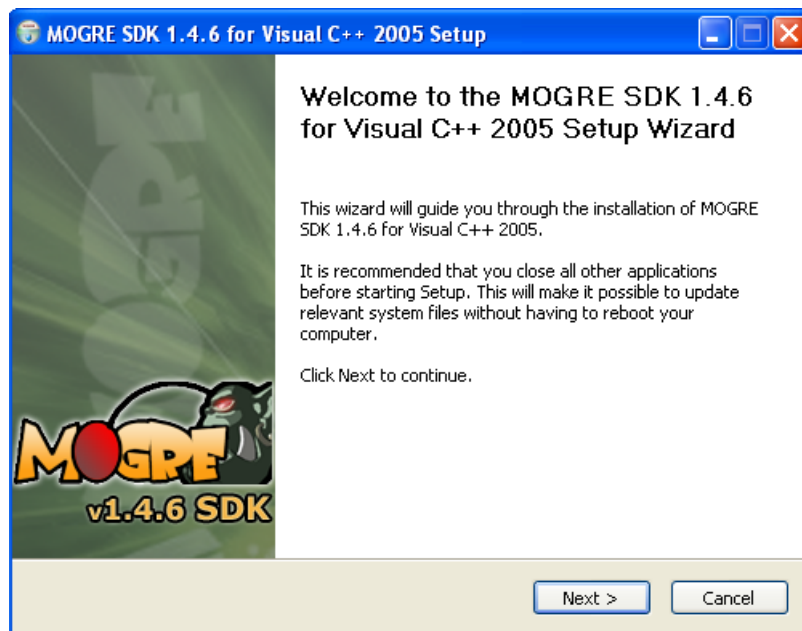 MOGRE SDK 1.4.6 for Visual C++ 2005 Setup
MOGRE
Welcome to the MOGRE SDK 1.4.6
for Visual C++ 2005 Setup Wizard
This wizard will guide you through the installation of MOGRE
SDK 1.4.6 for Visual C++ 2005.
It is recommended that you close all other applications
before starting Setup. This will make it possible to update
relevant system files without having to reboot your
computer.
Click Next to continue.
MOGRE
v1.4.6 SDK
Next >
Cancel